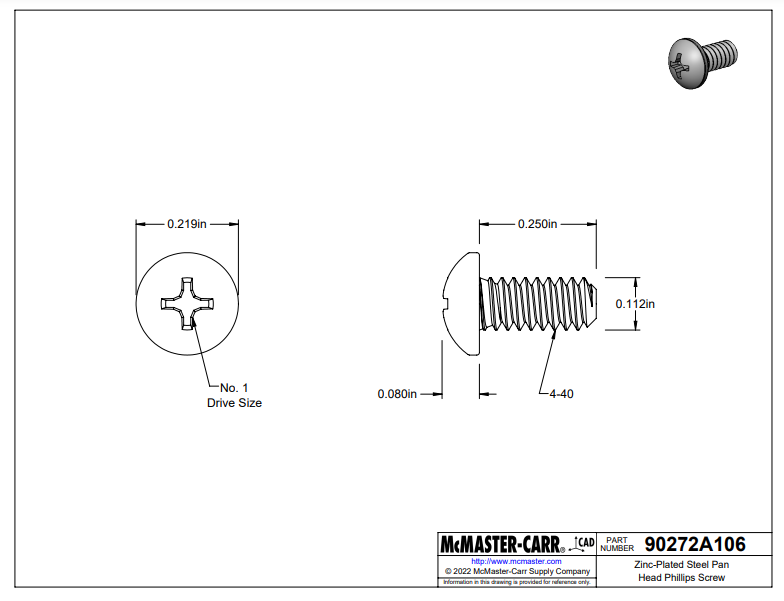 0.219in
0.250in
0.112in
No. 1
Drive Size
0.080in
4-40
McMASTER-CARR® CAD
http://www.mcmaster.com
© 2022 McMaster-Carr Supply Company
Information in this drawing is provided for reference only.
PART
NUMBER
90272A106
Zinc-Plated Steel Pan
Head Phillips Screw